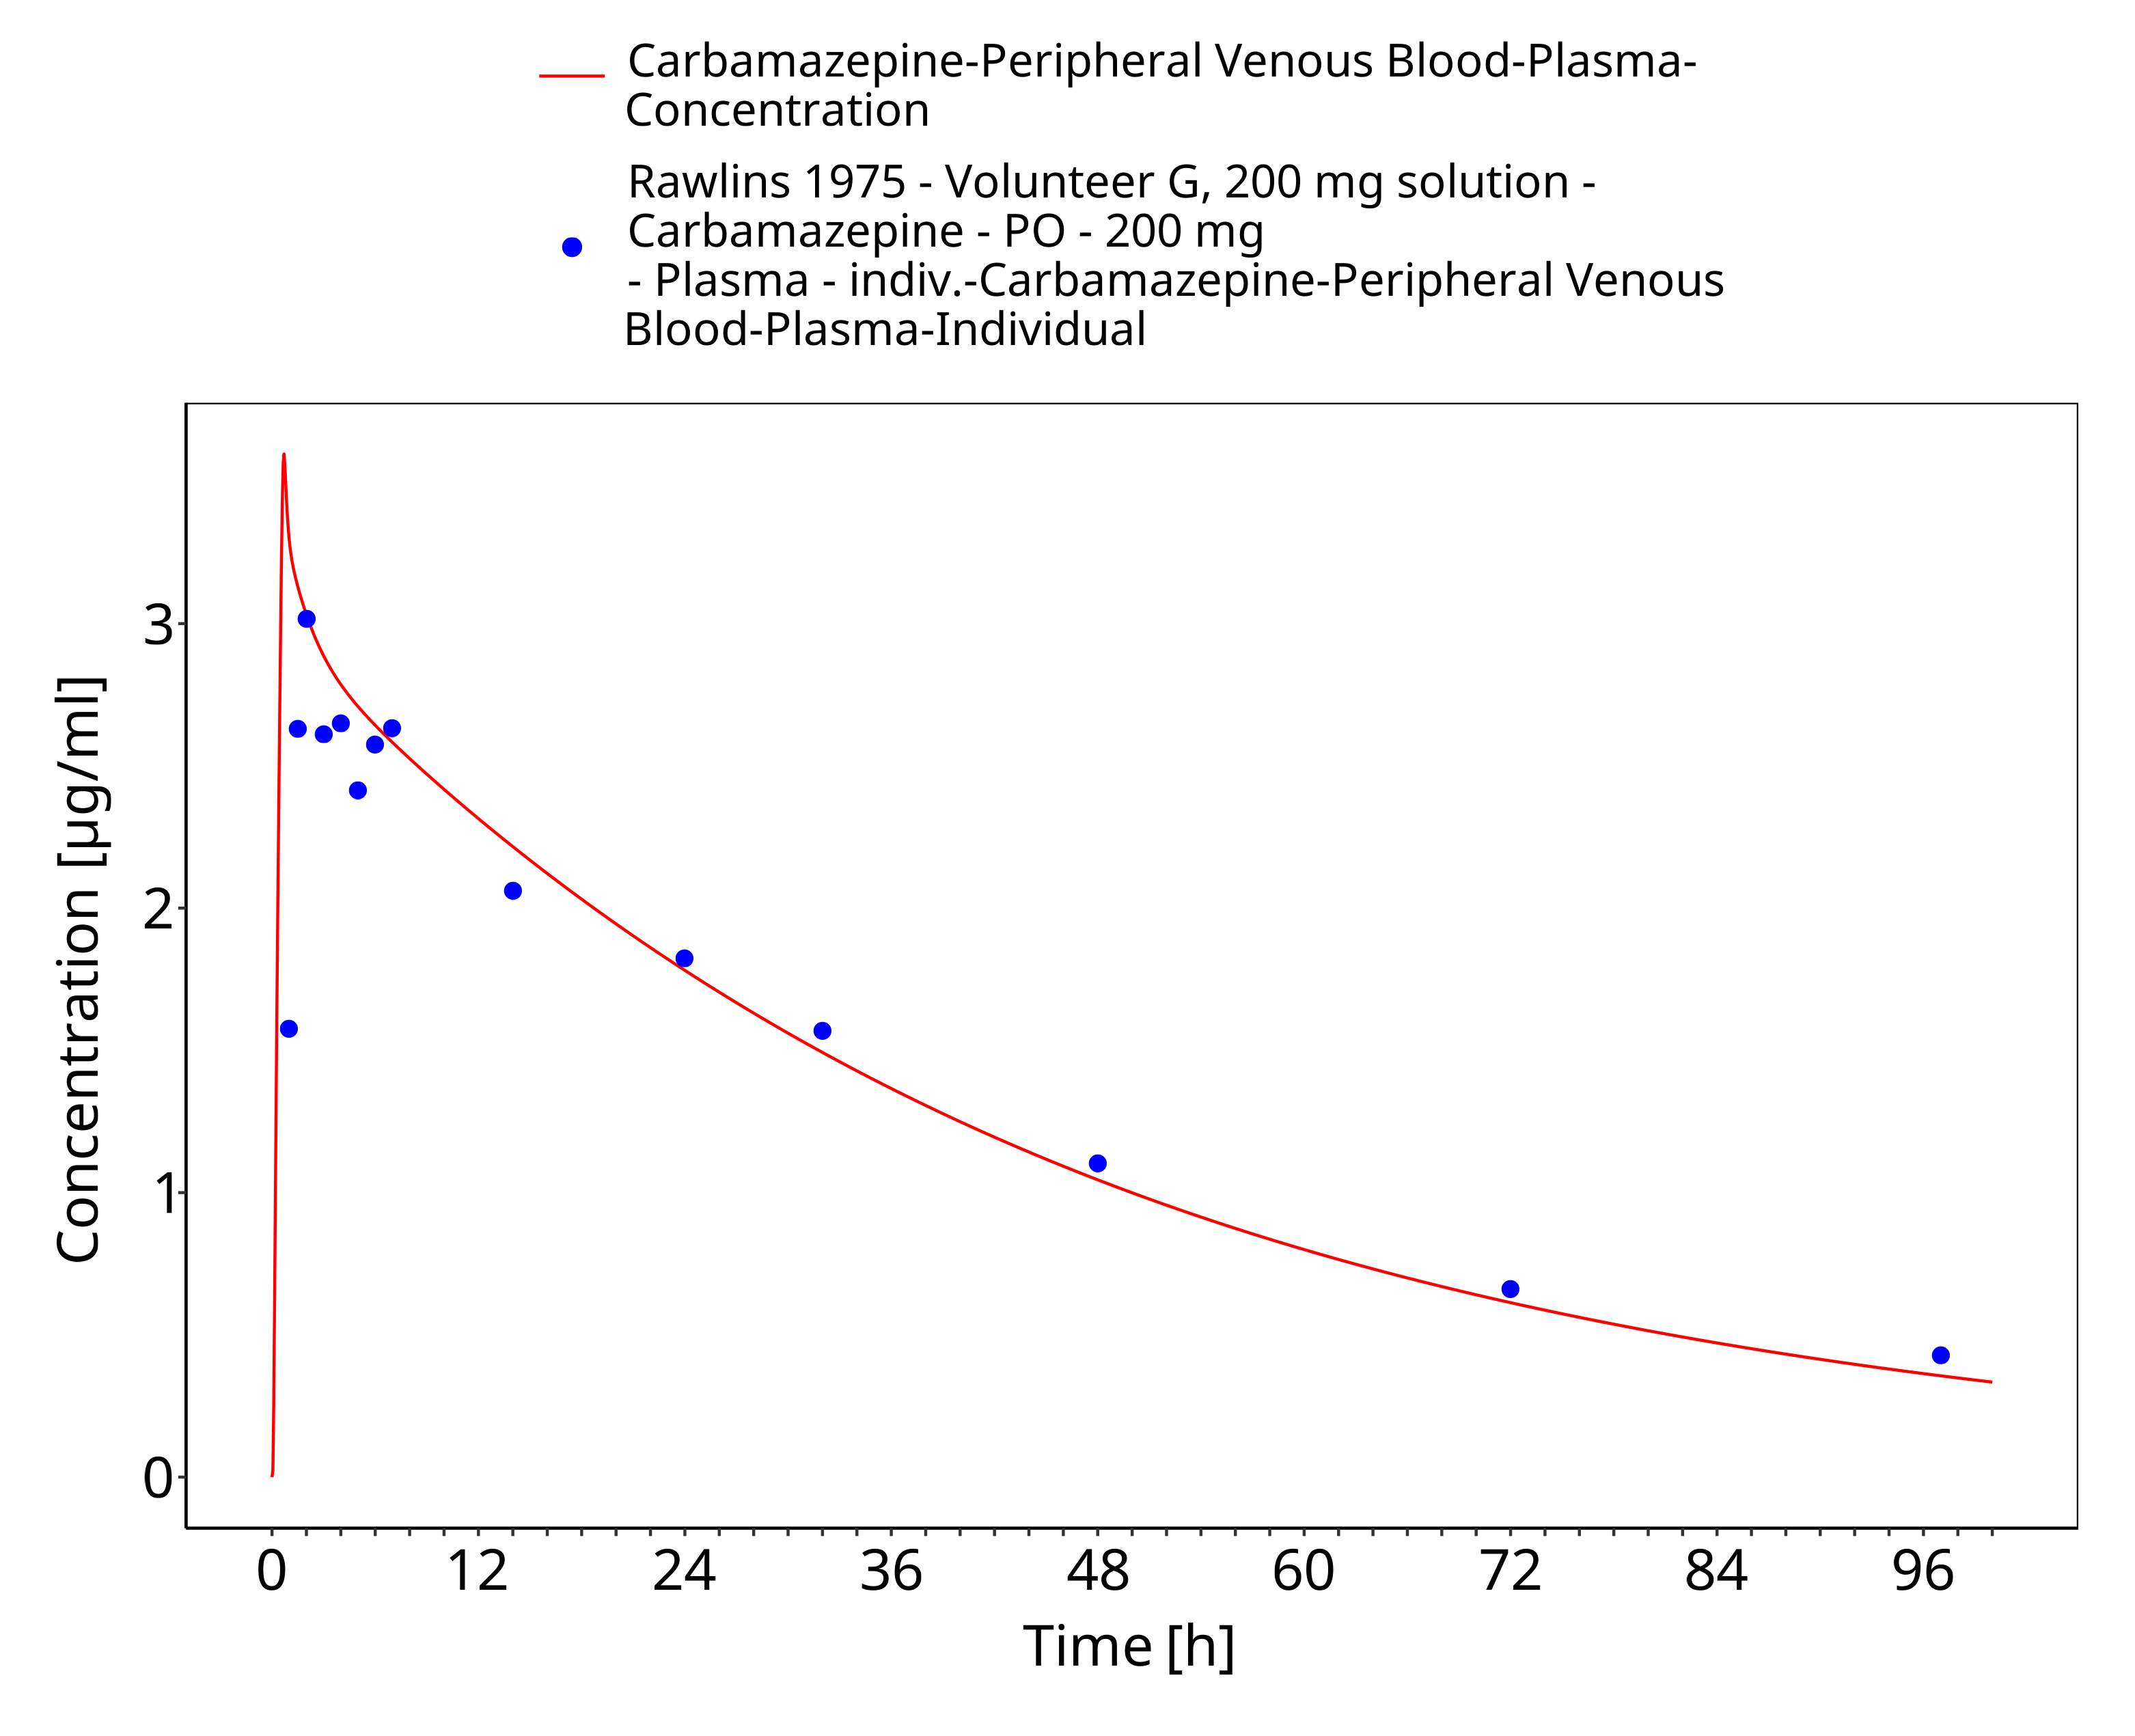 Carbamazepine-Peripheral Venous Blood-Plasma-
Concentration
Rawlins 1975 - Volunteer G, 200 mg solution -
Carbamazepine - PO - 200 mg
- Plasma - indiv.-Carbamazepine-Peripheral Venous
Blood-Plasma-Individual
Concentration [µg/ml]
3
2
1
0
0 12 24 36 48 60 72 84 96
Time [h]